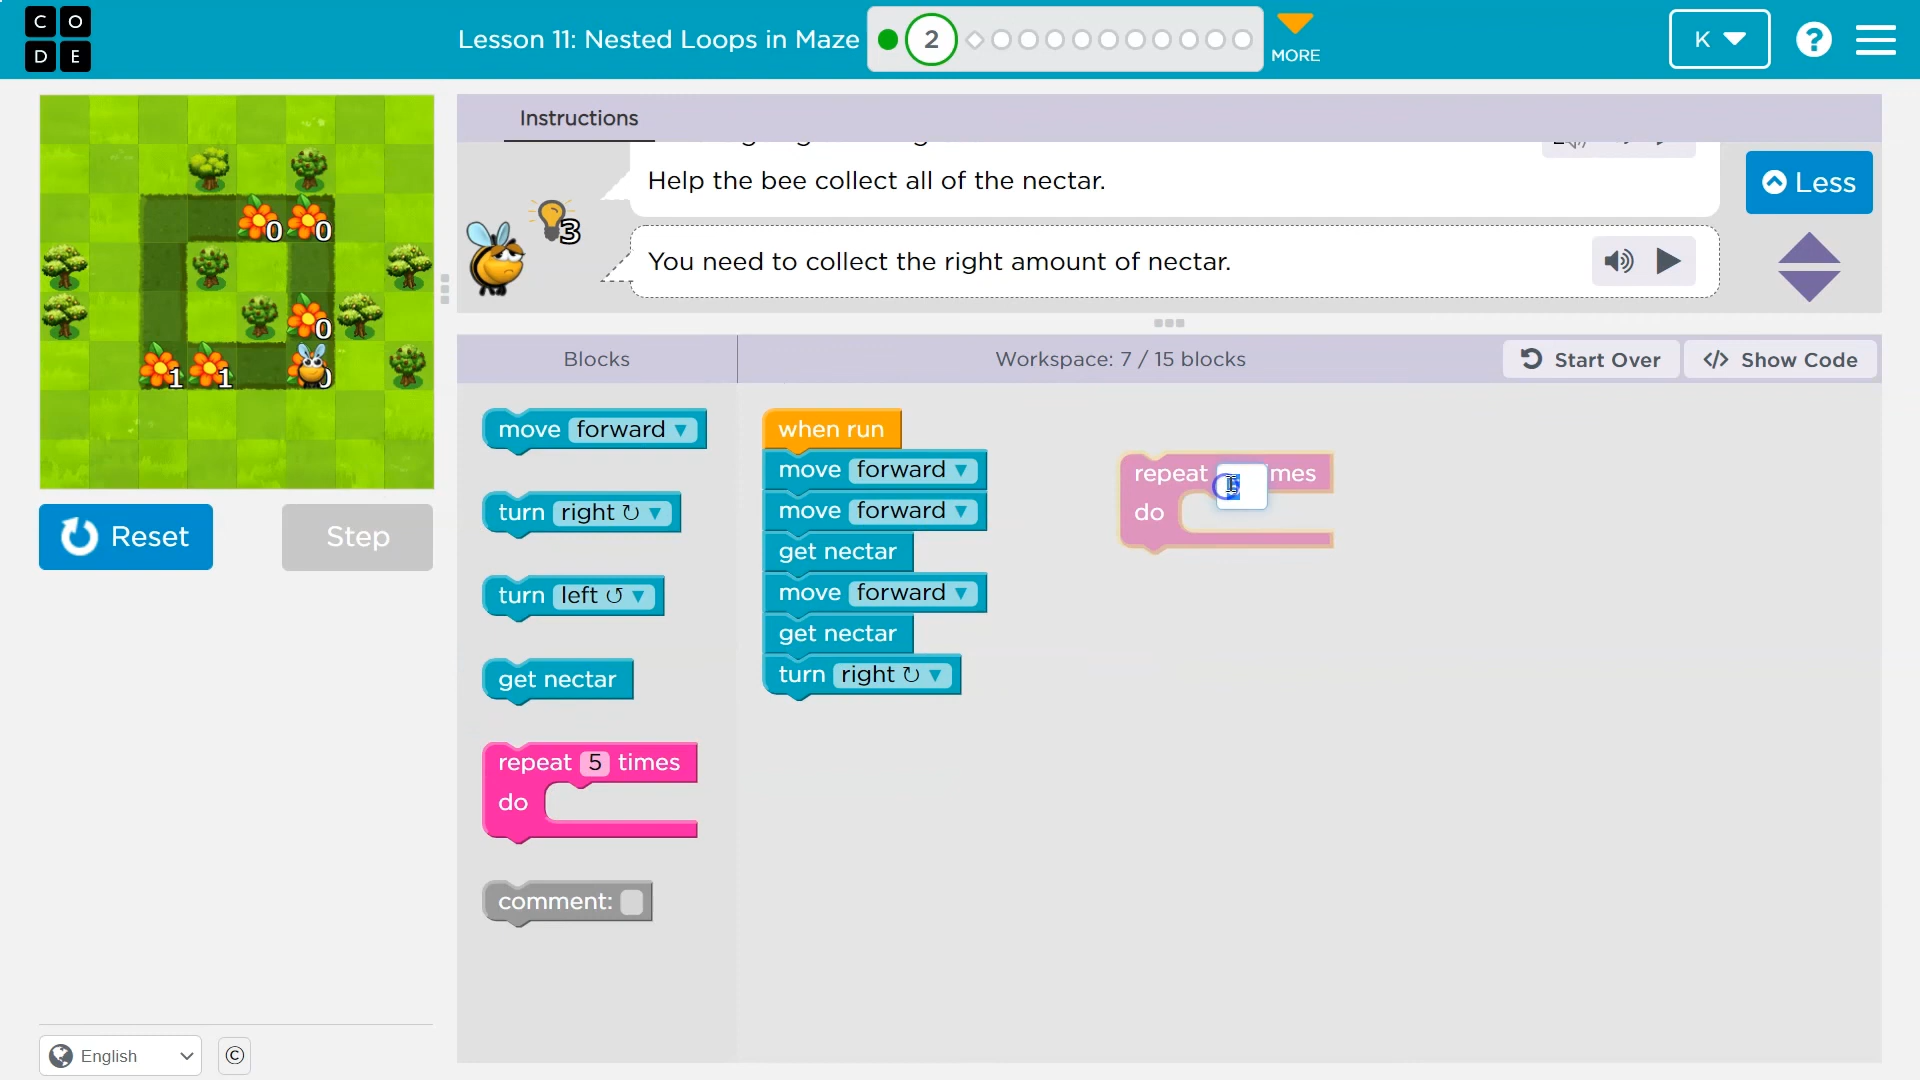 C O
D E
Lesson 11: Nested Loops in Maze
2
MORE
K
?
Instructions
Help the bee collect all of the nectar.
3
You need to collect the right amount of nectar.
Less
0
0
0
1
1
Reset
Step
Blocks
Workspace: 7 / 15 blocks
Start Over
</> Show Code
move forward
turn right
turn left
get nectar
repeat 5 times
do
comment:
when run
move forward
move forward
get nectar
move forward
get nectar
turn right
repeat
do
English
©